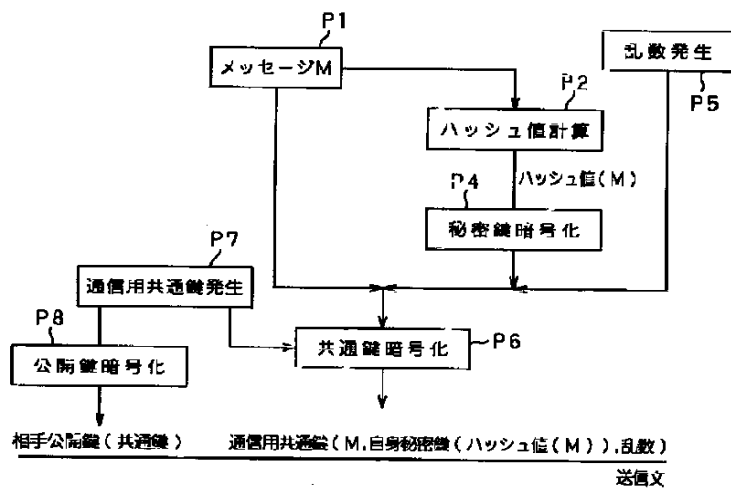 P1
メッセージM
乱数発生
P5
P2
ハッシュ値計算
ハッシュ値(M)
P4
秘密鍵暗号化
P7
通信用共通鍵発生
P8
公開鍵暗号化
共通鍵暗号化
P6
相手公開鍵(共通鍵)
通信用共通鍵(M,自身秘密鍵(ハッシュ値(M)),乱数)
送信文